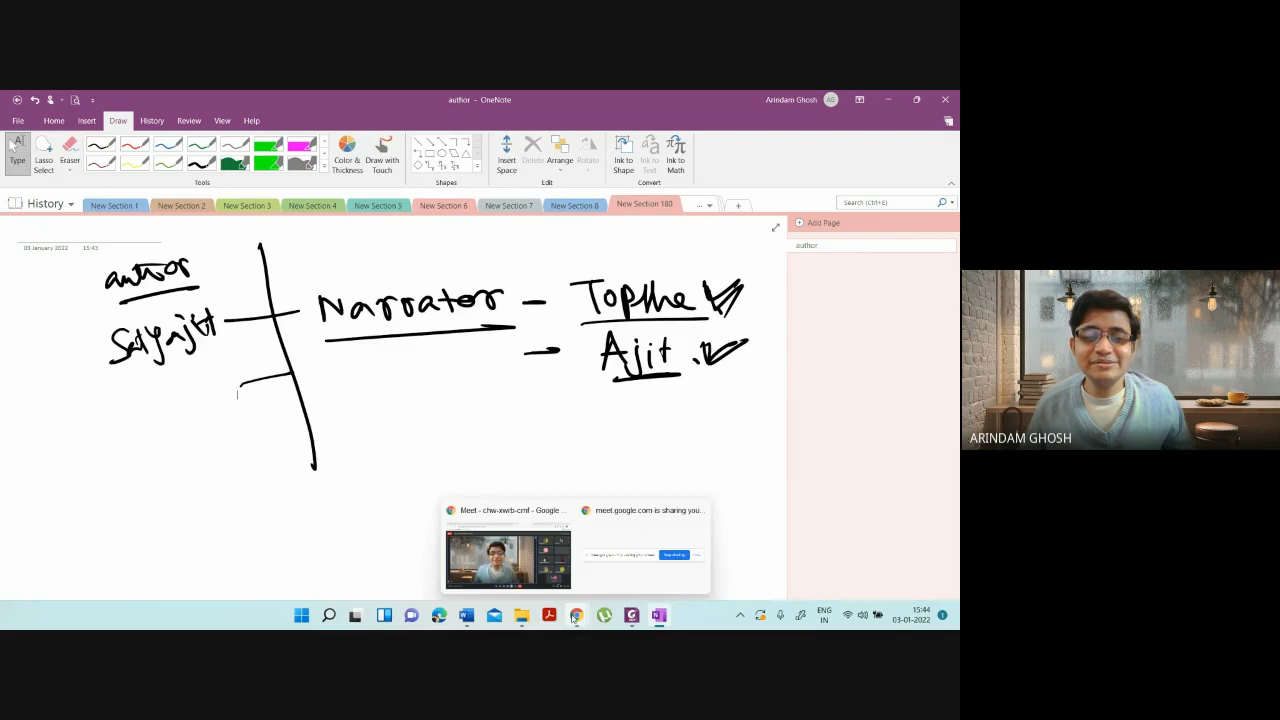 author - OneNote
Arindam Ghosh AG
File Home Insert Draw History Review View Help
Type
Lasso Select
Eraser
Color & Thickness
Draw with Touch
Insert Space
Delete
Arrange
Rotate
Ink to Shape
Ink to Text
Ink to Math
Tools Shapes Edit Convert
History
New Section 1 New Section 2 New Section 3 New Section 4 New Section 5 New Section 6 New Section 7 New Section 8 New Section 180
Search (Ctrl+E)
Add Page
author
03 January 2022 15:43
author
Satyajit
Narrator - Topshe
- Ajit
ARINDAM GHOSH
Meet - chw-xwrb-cmf - Google ...
meet.google.com is sharing you...
Stop sharing
ENG
IN
15:44
03-01-2022
1